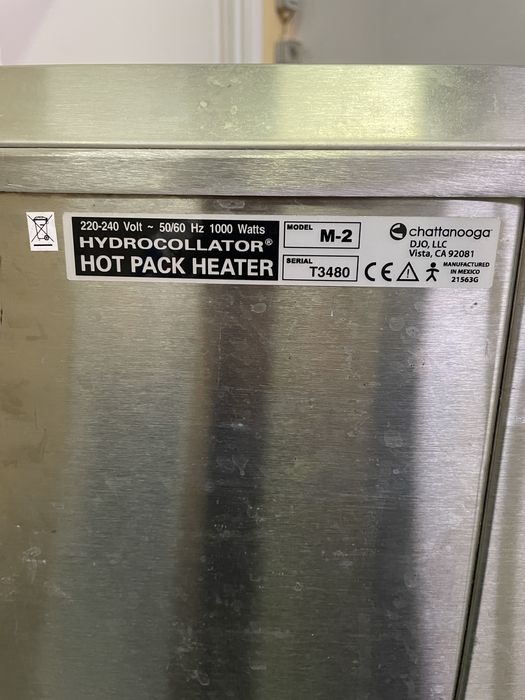 220-240 Volt ~ 50/60 Hz 1000 Watts
HYDROCOLLATOR®
HOT PACK HEATER
MODEL
M-2
SERIAL
T3480
chattanooga
DJO, LLC
Vista, CA 92081
CE
MANUFACTURED
IN MEXICO
21563G